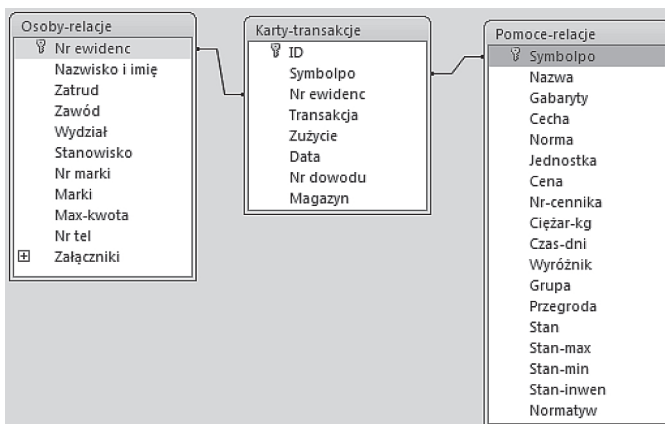 Osoby-relacje
Nr ewidenc
Nazwisko i imię
Zatrud
Zawód
Wydział
Stanowisko
Nr marki
Marki
Max-kwota
Nr tel
Załączniki
Karty-transakcje
ID
Symbolpo
Nr ewidenc
Transakcja
Zużycie
Data
Nr dowodu
Magazyn
Pomoce-relacje
Symbolpo
Nazwa
Gabaryty
Cecha
Norma
Jednostka
Cena
Nr-cennika
Ciężar-kg
Czas-dni
Wyróżnik
Grupa
Przegroda
Stan
Stan-max
Stan-min
Stan-inwen
Normatyw